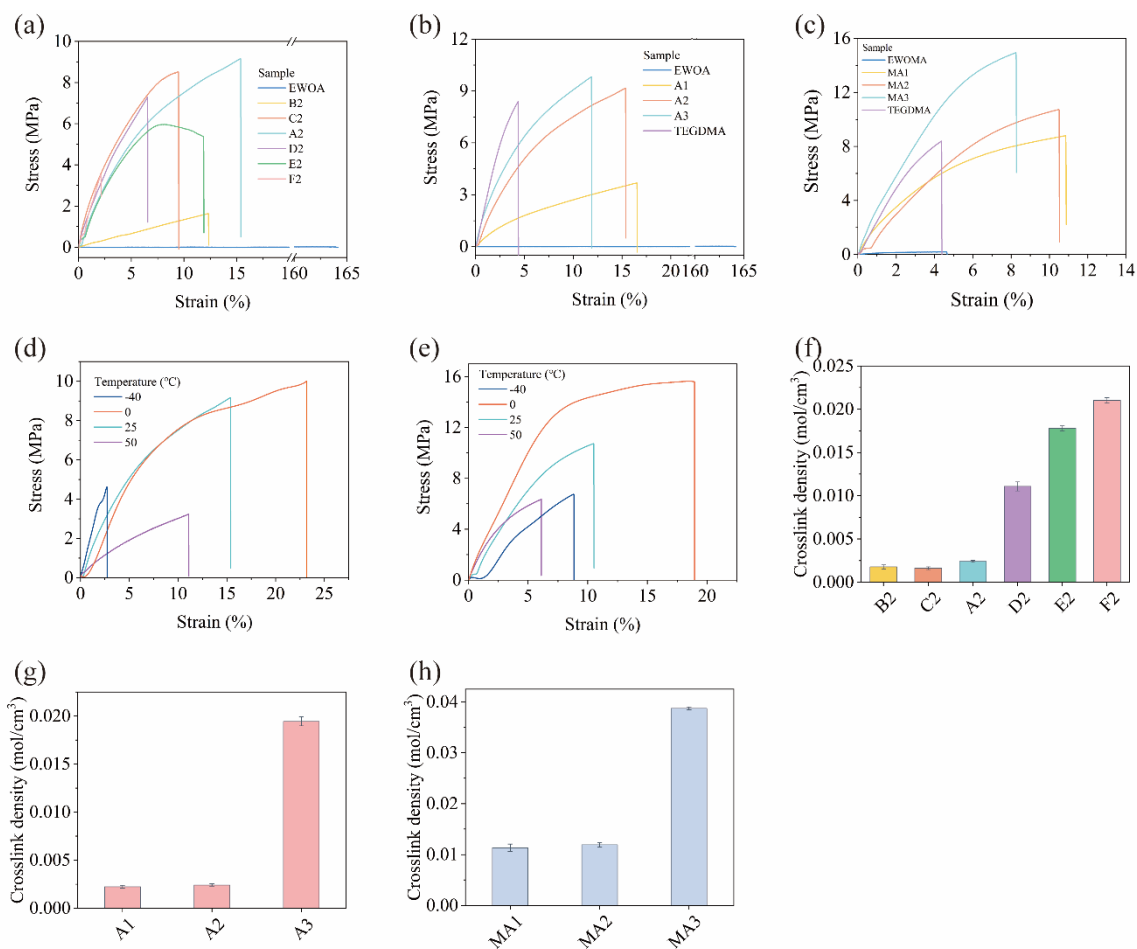 (a)
10
8
6
4
2
0
Stress (MPa)
0 5 10 15 160 165
Strain (%)
Sample
EWOA
B2
C2
A2
D2
E2
F2
(b)
12
9
6
3
0
Stress (MPa)
0 5 10 15 20 160 165
Strain (%)
Sample
EWOA
A1
A2
A3
TEGDMA
(c)
16
12
8
4
0
Stress (MPa)
0 2 4 6 8 10 12 14
Strain (%)
Sample
EWOMA
MA1
MA2
MA3
TEGDMA
(d)
10
8
6
4
2
0
Stress (MPa)
0 5 10 15 20 25
Strain (%)
Temperature (°C)
-40
0
25
50
(e)
16
12
8
4
0
Stress (MPa)
0 5 10 15 20
Strain (%)
Temperature (°C)
-40
0
25
50
(f)
0.025
0.020
0.015
0.010
0.005
0.000
Crosslink density (mol/cm³)
B2 C2 A2 D2 E2 F2
(g)
0.020
0.015
0.010
0.005
0.000
Crosslink density (mol/cm³)
A1 A2 A3
(h)
0.04
0.03
0.02
0.01
0.00
Crosslink density (mol/cm³)
MA1 MA2 MA3